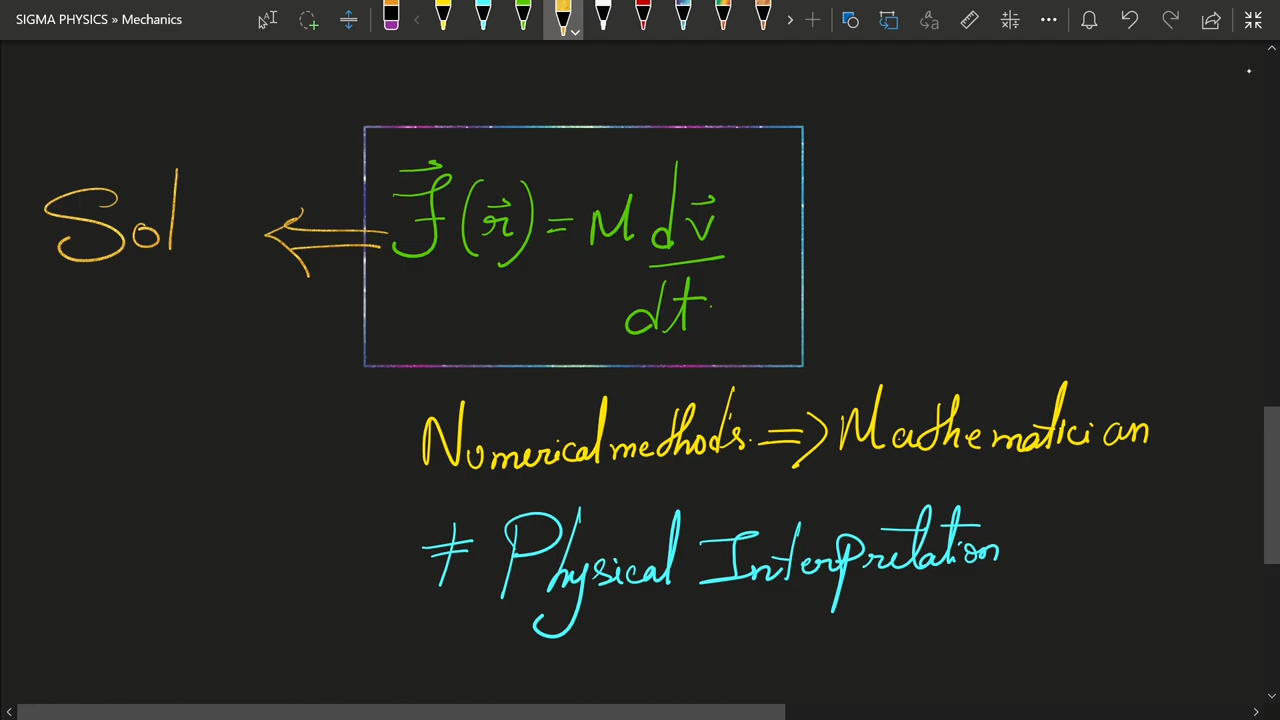 SIGMA PHYSICS » Mechanics
Sol ⇐ f⃗(r⃗) = M dv⃗/dt
Numerical methods. ⇒ Mathematician
≠ Physical Interpretation